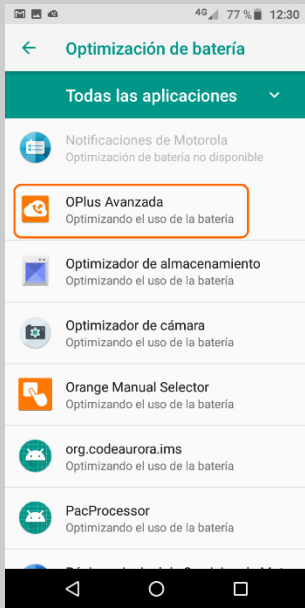 4G 77 % 12:30
Optimización de batería
Todas las aplicaciones
Notificaciones de Motorola
Optimización de batería no disponible
OPlus Avanzada
Optimizando el uso de la batería
Optimizador de almacenamiento
Optimizando el uso de la batería
Optimizador de cámara
Optimizando el uso de la batería
Orange Manual Selector
Optimizando el uso de la batería
org.codeaurora.ims
Optimizando el uso de la batería
PacProcessor
Optimizando el uso de la batería